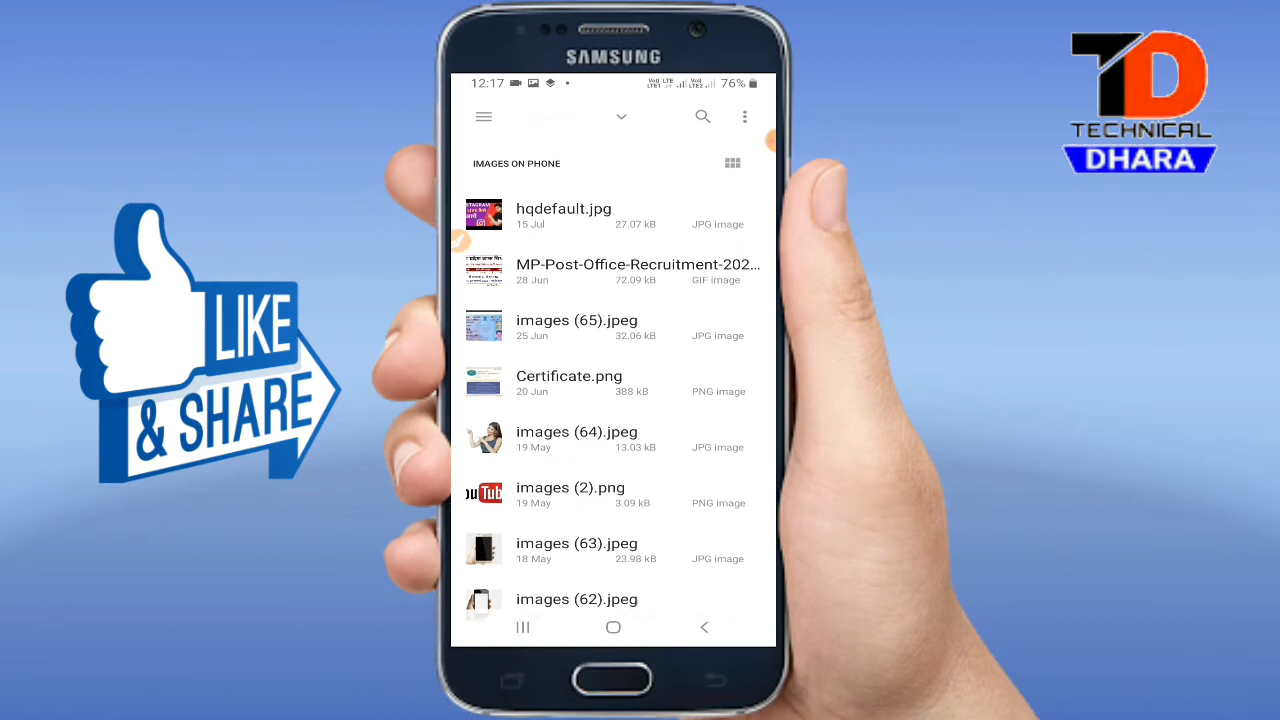 SAMSUNG
12:17
76%
IMAGES ON PHONE
hqdefault.jpg
15 Jul 27.07 kB JPG image
MP-Post-Office-Recruitment-202...
28 Jun 72.09 kB GIF image
images (65).jpeg
25 Jun 32.06 kB JPG image
Certificate.png
20 Jun 388 kB PNG image
images (64).jpeg
19 May 13.03 kB JPG image
images (2).png
19 May 3.09 kB PNG image
images (63).jpeg
18 May 23.98 kB JPG image
images (62).jpeg
LIKE
& SHARE
TD
TECHNICAL
DHARA